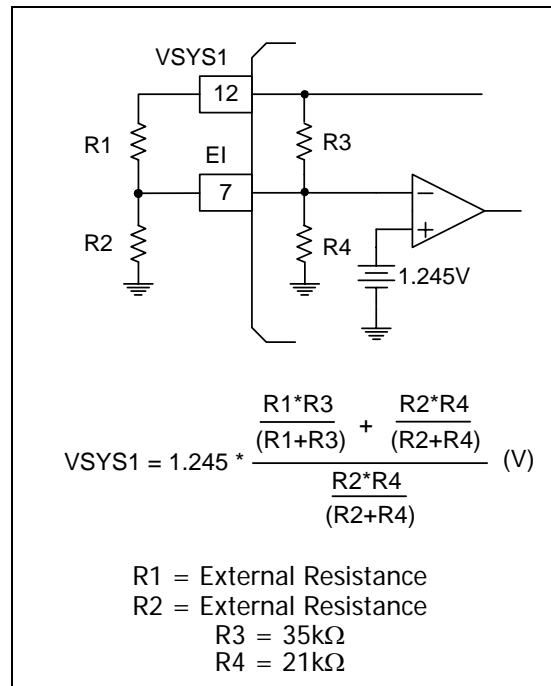 VSYS1
12
R1
R3
EI
7
R2
R4
−
+
1.245V
VSYS1 = 1.245 * (R1*R3/(R1+R3) + R2*R4/(R2+R4)) / (R2*R4/(R2+R4)) (V)
R1 = External Resistance
R2 = External Resistance
R3 = 35kΩ
R4 = 21kΩ